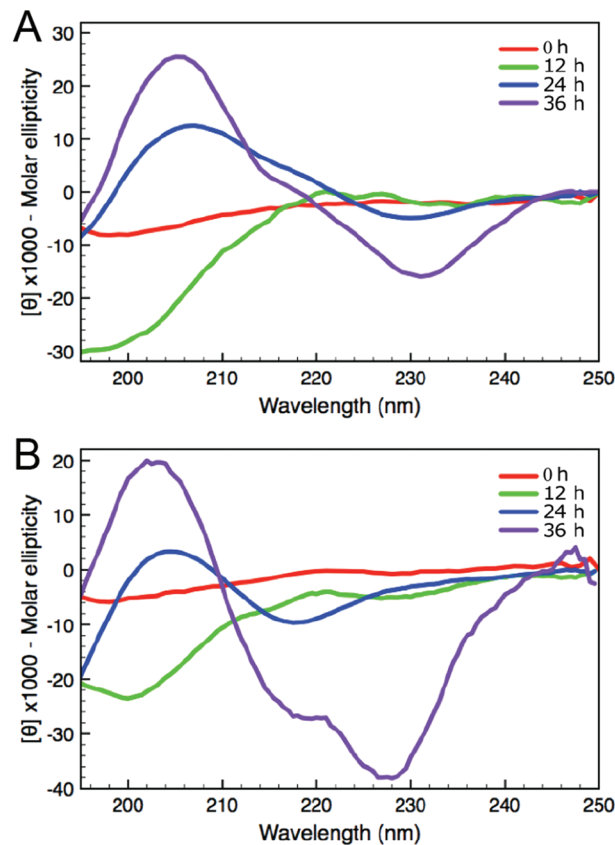 A
30
20
10
0
-10
-20
-30
[θ] x1000 - Molar ellipticity
0 h
12 h
24 h
36 h
200 210 220 230 240 250
Wavelength (nm)
B
20
10
0
-10
-20
-30
-40
[θ] x1000 - Molar ellipticity
0 h
12 h
24 h
36 h
200 210 220 230 240 250
Wavelength (nm)